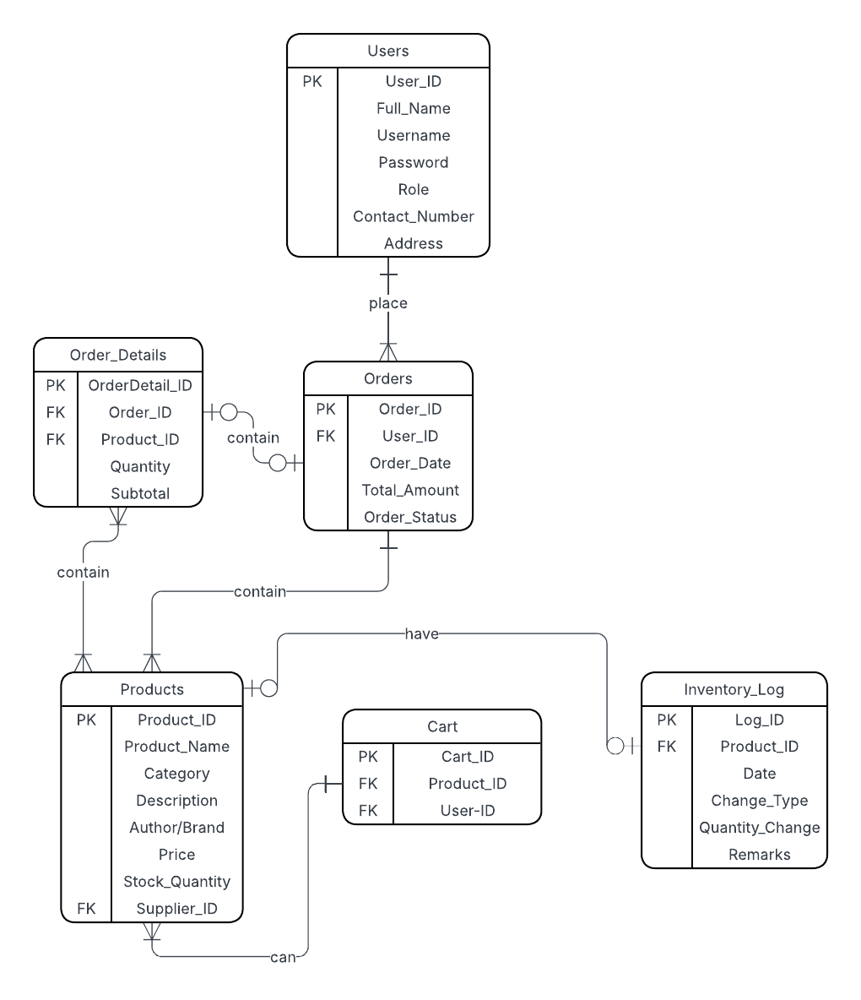 Users
PK User_ID
Full_Name
Username
Password
Role
Contact_Number
Address
place
Order_Details
PK OrderDetail_ID
FK Order_ID
FK Product_ID
Quantity
Subtotal
contain
Orders
PK Order_ID
FK User_ID
Order_Date
Total_Amount
Order_Status
contain
contain
have
Products
PK Product_ID
Product_Name
Category
Description
Author/Brand
Price
Stock_Quantity
FK Supplier_ID
Cart
PK Cart_ID
FK Product_ID
FK User-ID
Inventory_Log
PK Log_ID
FK Product_ID
Date
Change_Type
Quantity_Change
Remarks
can